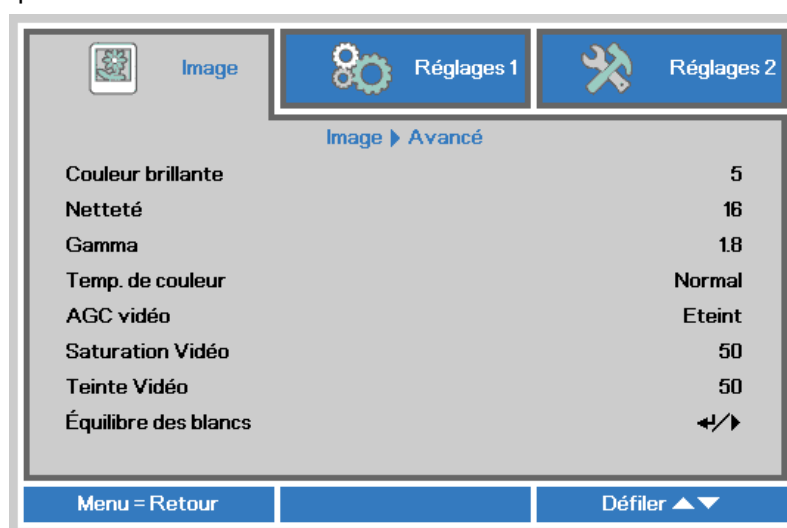 Image Réglages 1 Réglages 2
Image ▶ Avancé
Couleur brillante 5
Netteté 16
Gamma 1.8
Temp. de couleur Normal
AGC vidéo Eteint
Saturation Vidéo 50
Teinte Vidéo 50
Équilibre des blancs ↵/▶
Menu = Retour Défiler ▲▼